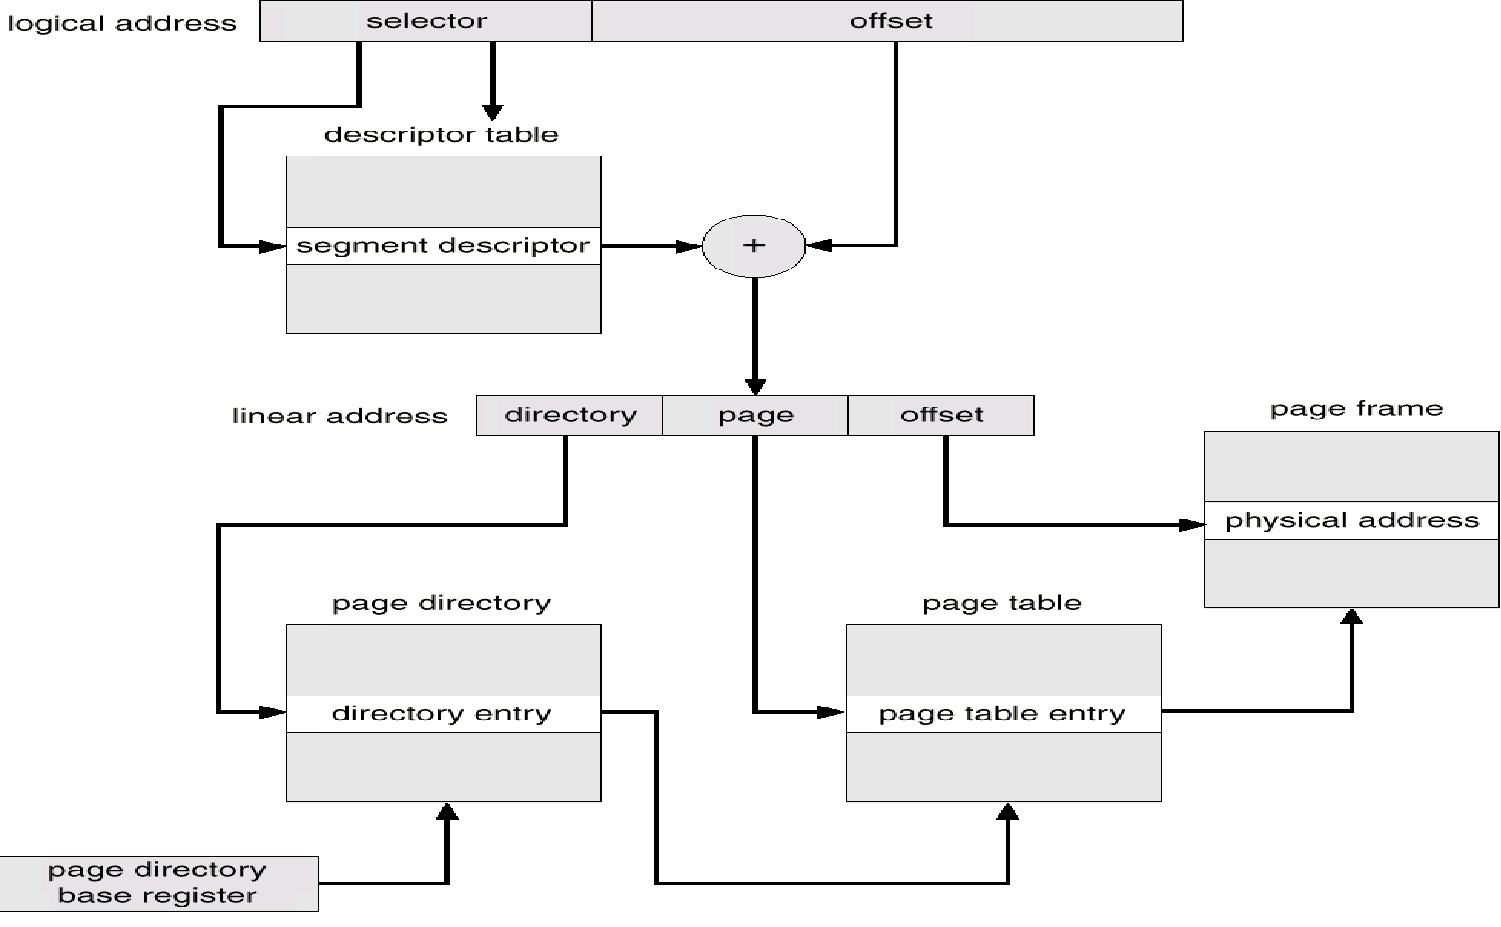 logical address
selector
offset
descriptor table
segment descriptor
+
linear address
directory
page
offset
page frame
physical address
page directory
page table
directory entry
page table entry
page directory
base register